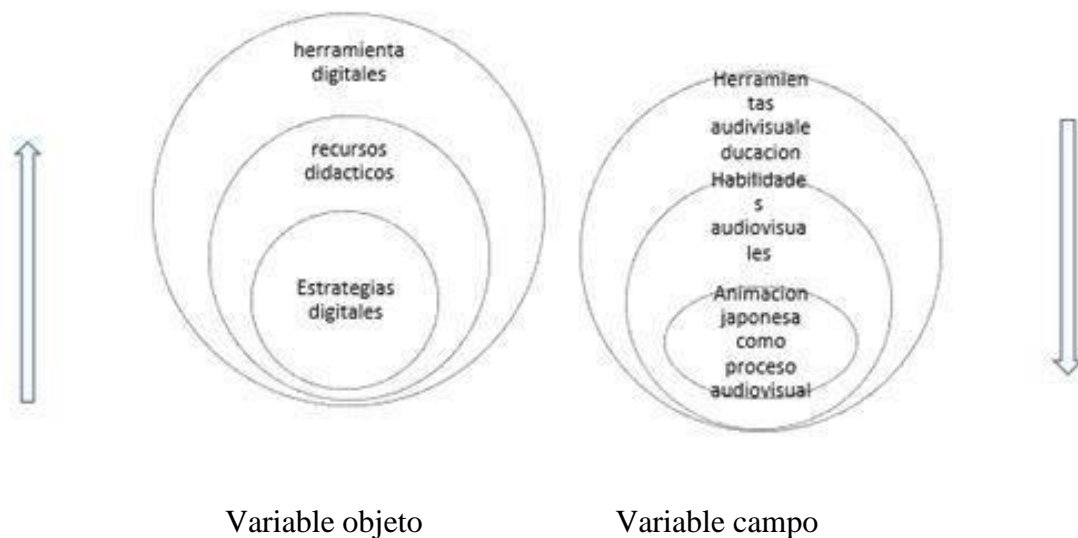 herramienta
digitales
recursos
didacticos
Estrategias
digitales
Herramien
tas
audivisuale
ducacion
Habilidade
s
audiovisua
les
Animacion
japonesa
como
proceso
audiovisual
Variable objeto
Variable campo